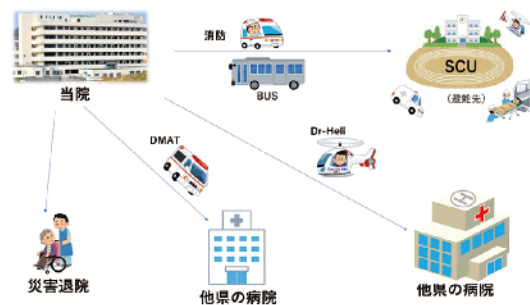 消防
当院
BUS
SCU
(避難先)
DMAT
Dr-Heli
災害退院
他県の病院
他県の病院